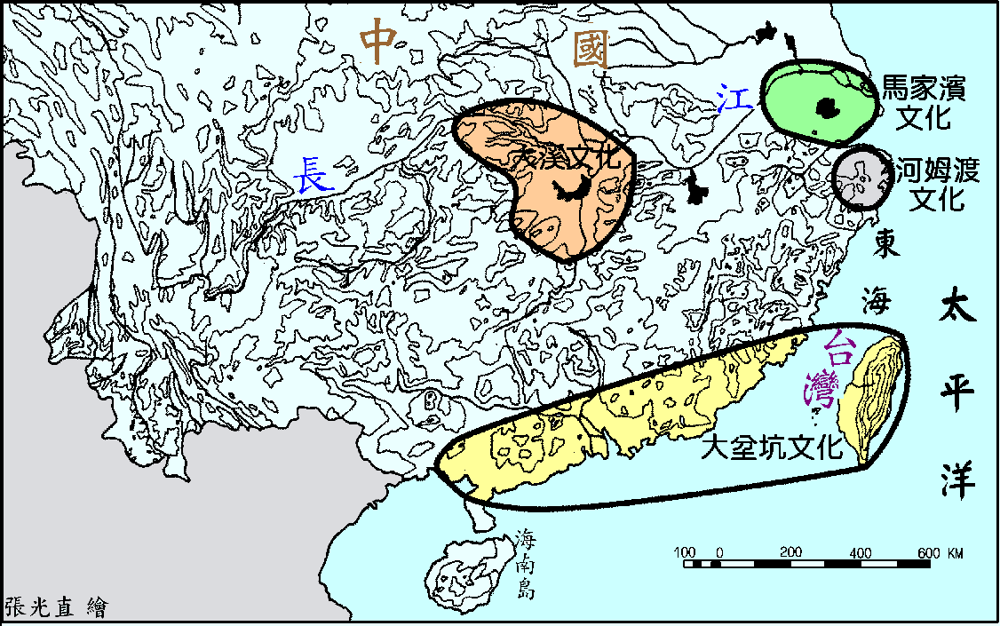 中 國
長 江
馬家濱
文化
大溪文化
河姆渡
文化
東
海
太
平
洋
台
灣
大坌坑文化
海
南
島
100 0 200 400 600 KM
張光直 繪